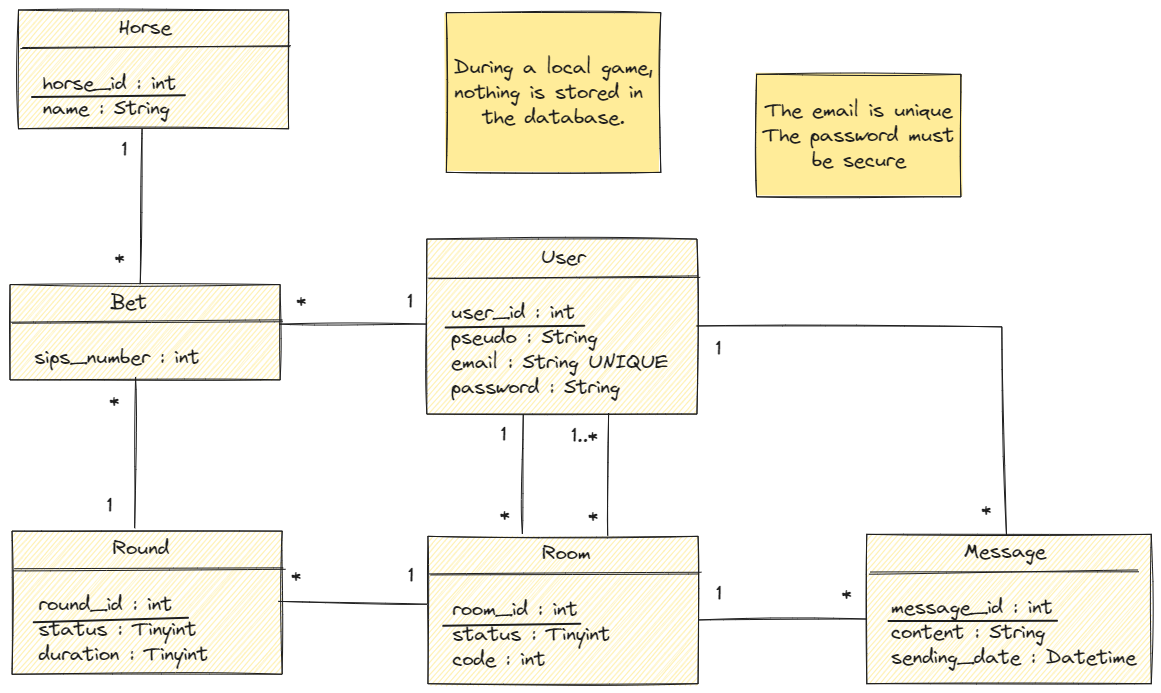 Horse
horse_id : int
name : String
During a local game,
nothing is stored in
the database.
The email is unique
The password must
be secure
1
*
Bet
sips_number : int
* 1
User
user_id : int
pseudo : String
email : String UNIQUE
password : String
1
*
1
1 1..*
* *
*
Round
round_id : int
status : Tinyint
duration : Tinyint
* 1
Room
room_id : int
status : Tinyint
code : int
1 *
Message
message_id : int
content : String
sending_date : Datetime